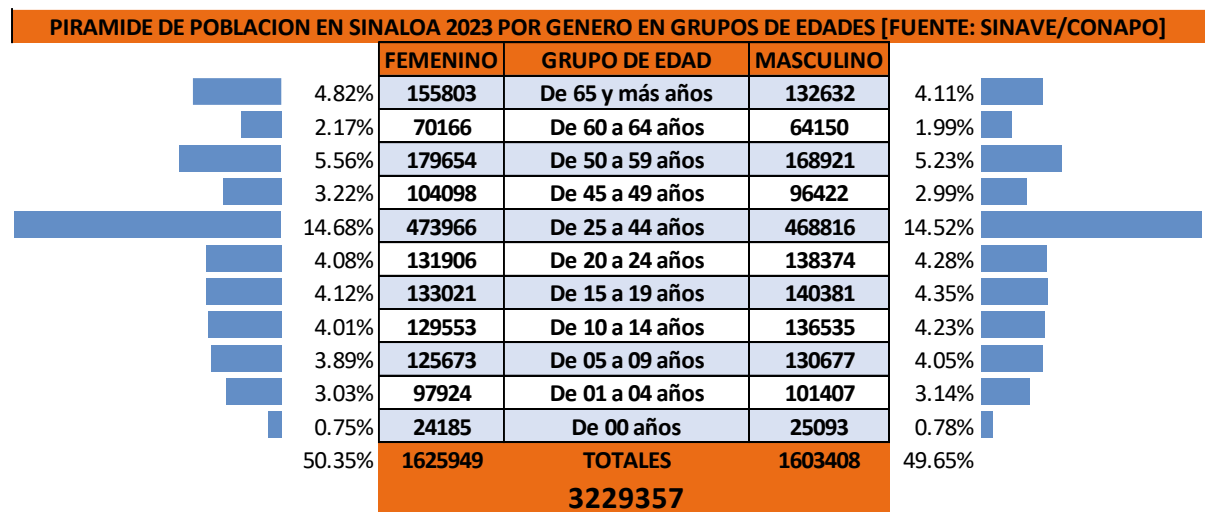 PIRAMIDE DE POBLACION EN SINALOA 2023 POR GENERO EN GRUPOS DE EDADES [FUENTE: SINAVE/CONAPO]
FEMENINO GRUPO DE EDAD MASCULINO
4.82% 155803 De 65 y más años 132632 4.11%
2.17% 70166 De 60 a 64 años 64150 1.99%
5.56% 179654 De 50 a 59 años 168921 5.23%
3.22% 104098 De 45 a 49 años 96422 2.99%
14.68% 473966 De 25 a 44 años 468816 14.52%
4.08% 131906 De 20 a 24 años 138374 4.28%
4.12% 133021 De 15 a 19 años 140381 4.35%
4.01% 129553 De 10 a 14 años 136535 4.23%
3.89% 125673 De 05 a 09 años 130677 4.05%
3.03% 97924 De 01 a 04 años 101407 3.14%
0.75% 24185 De 00 años 25093 0.78%
50.35% 1625949 TOTALES 1603408 49.65%
3229357